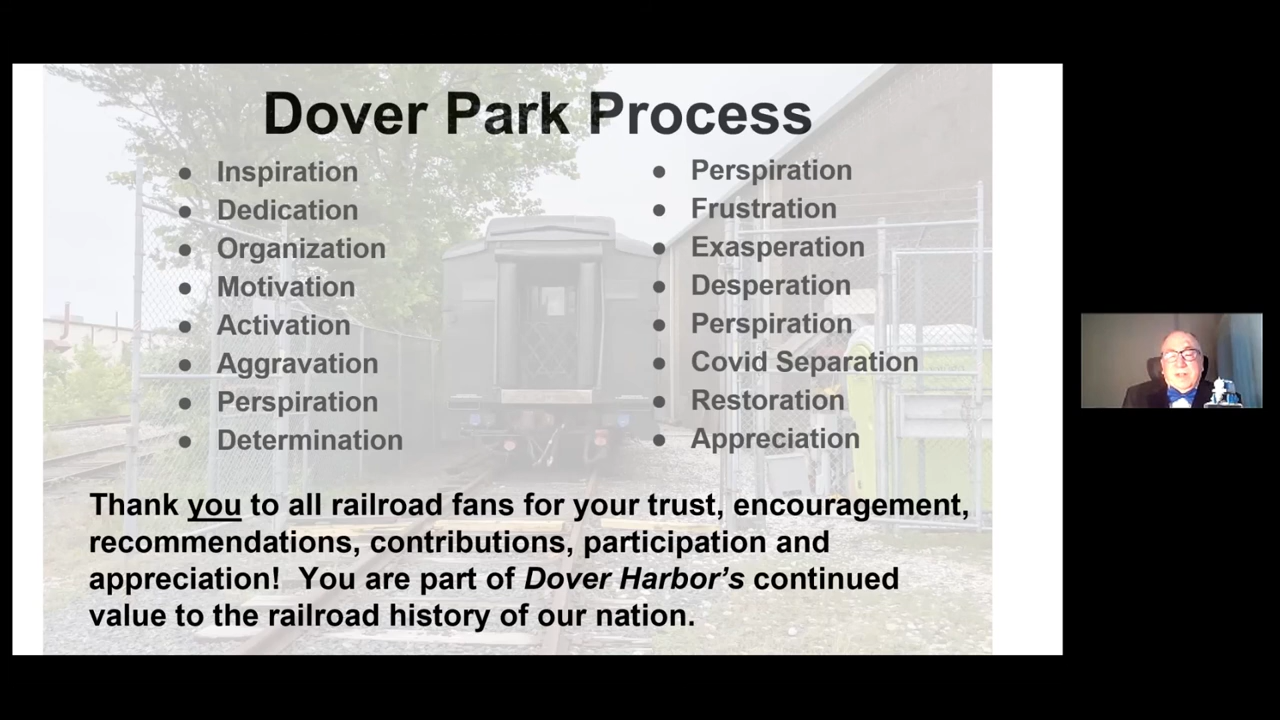 Dover Park Process
● Inspiration
● Dedication
● Organization
● Motivation
● Activation
● Aggravation
● Perspiration
● Determination
● Perspiration
● Frustration
● Exasperation
● Desperation
● Perspiration
● Covid Separation
● Restoration
● Appreciation
Thank you to all railroad fans for your trust, encouragement,
recommendations, contributions, participation and
appreciation! You are part of Dover Harbor’s continued
value to the railroad history of our nation.